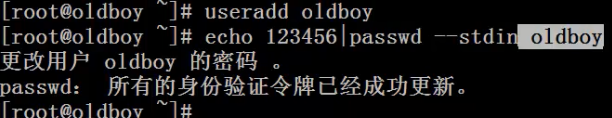 [root@oldboy ~]# useradd oldboy
[root@oldboy ~]# echo 123456|passwd --stdin oldboy
更改用户 oldboy 的密码 。
passwd： 所有的身份验证令牌已经成功更新。
[root@oldboy ~]#